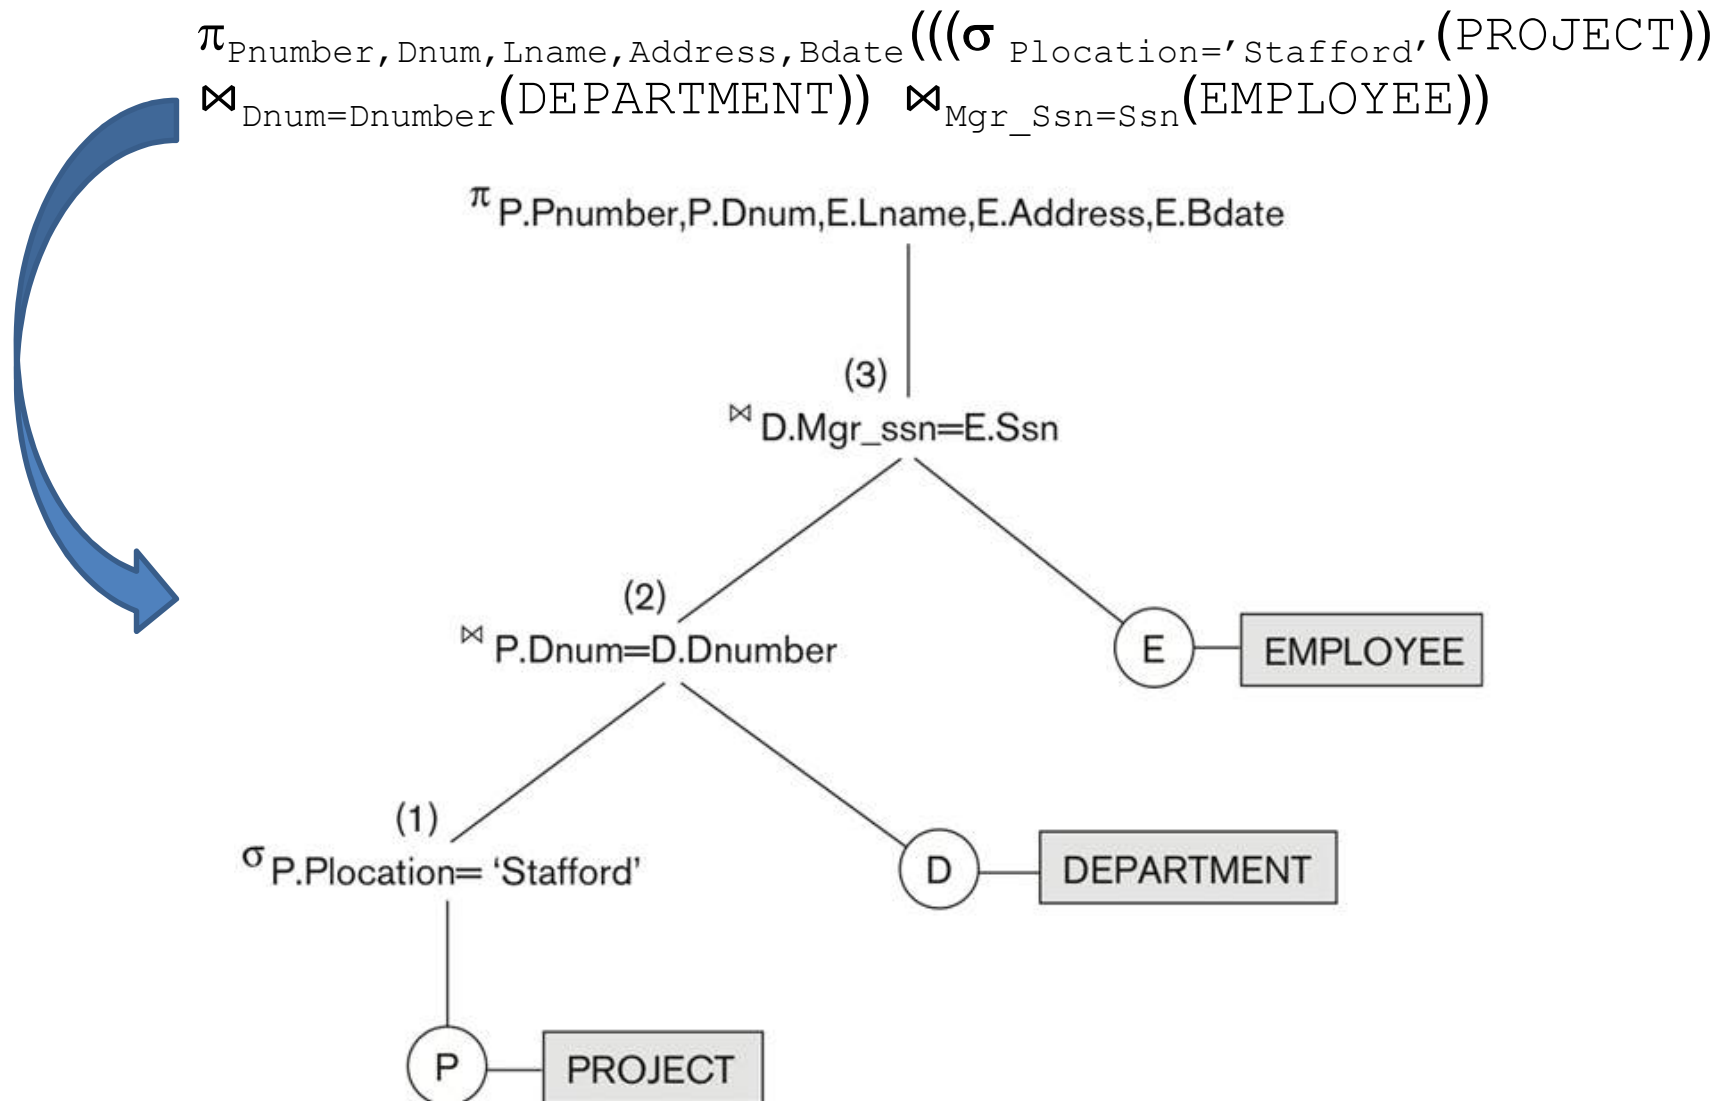 πPnumber,Dnum,Lname,Address,Bdate(((σ Plocation='Stafford'(PROJECT))
⋈Dnum=Dnumber(DEPARTMENT)) ⋈Mgr_Ssn=Ssn(EMPLOYEE))
π P.Pnumber,P.Dnum,E.Lname,E.Address,E.Bdate
(3)
⋈ D.Mgr_ssn=E.Ssn
(2)
⋈ P.Dnum=D.Dnumber
E EMPLOYEE
(1)
σ P.Plocation= ‘Stafford’
D DEPARTMENT
P PROJECT